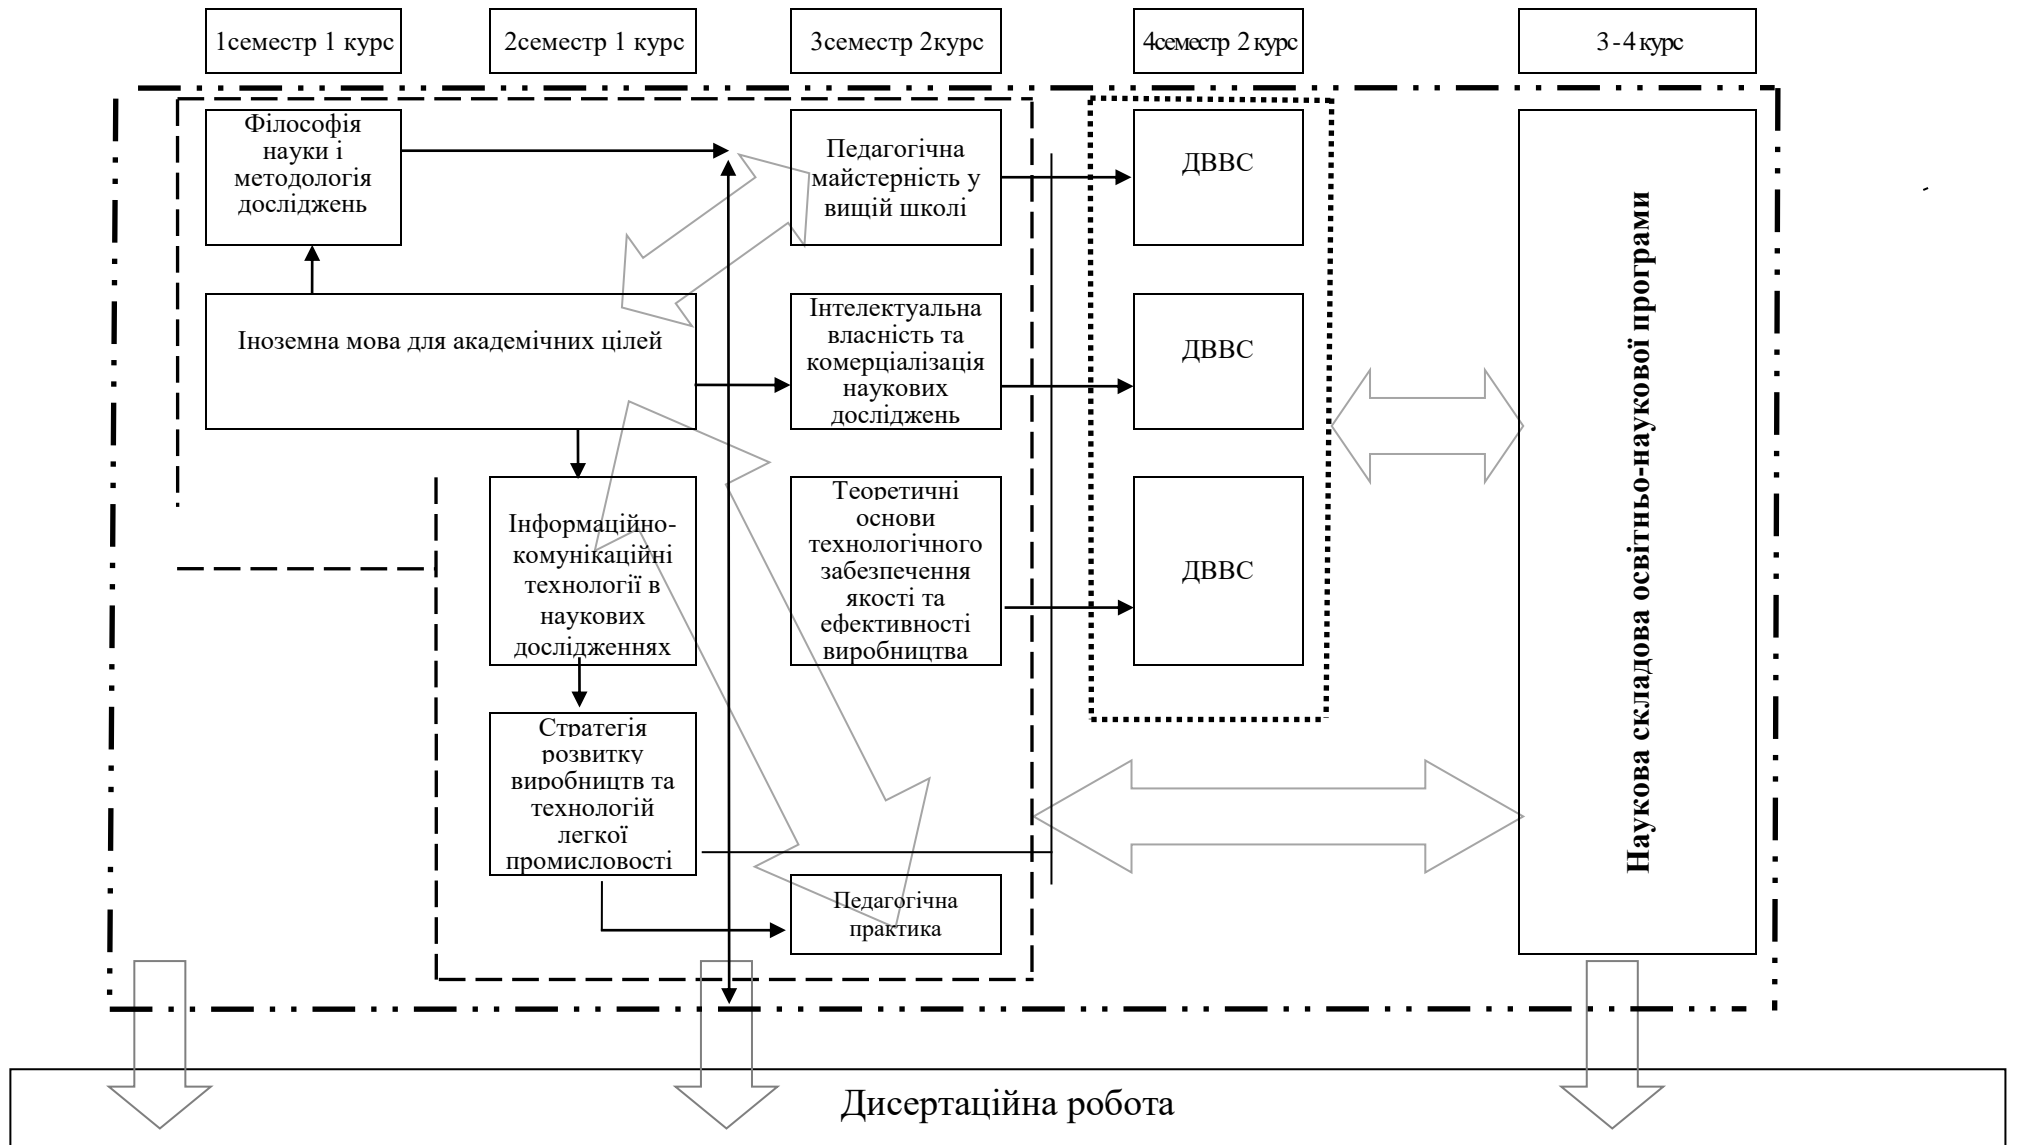 1семестр 1 курс
2семестр 1 курс
3семестр 2курс
4семестр 2 курс
3-4 курс
Філософія
науки і
методологія
досліджень
Педагогічна
майстерність у
вищій школі
ДВВС
Іноземна мова для академічних цілей
Інтелектуальна
власність та
комерціалізація
наукових
досліджень
ДВВС
Інформаційно-
комунікаційні
технології в
наукових
дослідженнях
Теоретичні
основи
технологічного
забезпечення
якості та
ефективності
виробництва
ДВВС
Стратегія
розвитку
виробництв та
технологій
легкої
промисловості
Педагогічна
практика
Наукова складова освітньо-наукової програми
Дисертаційна робота